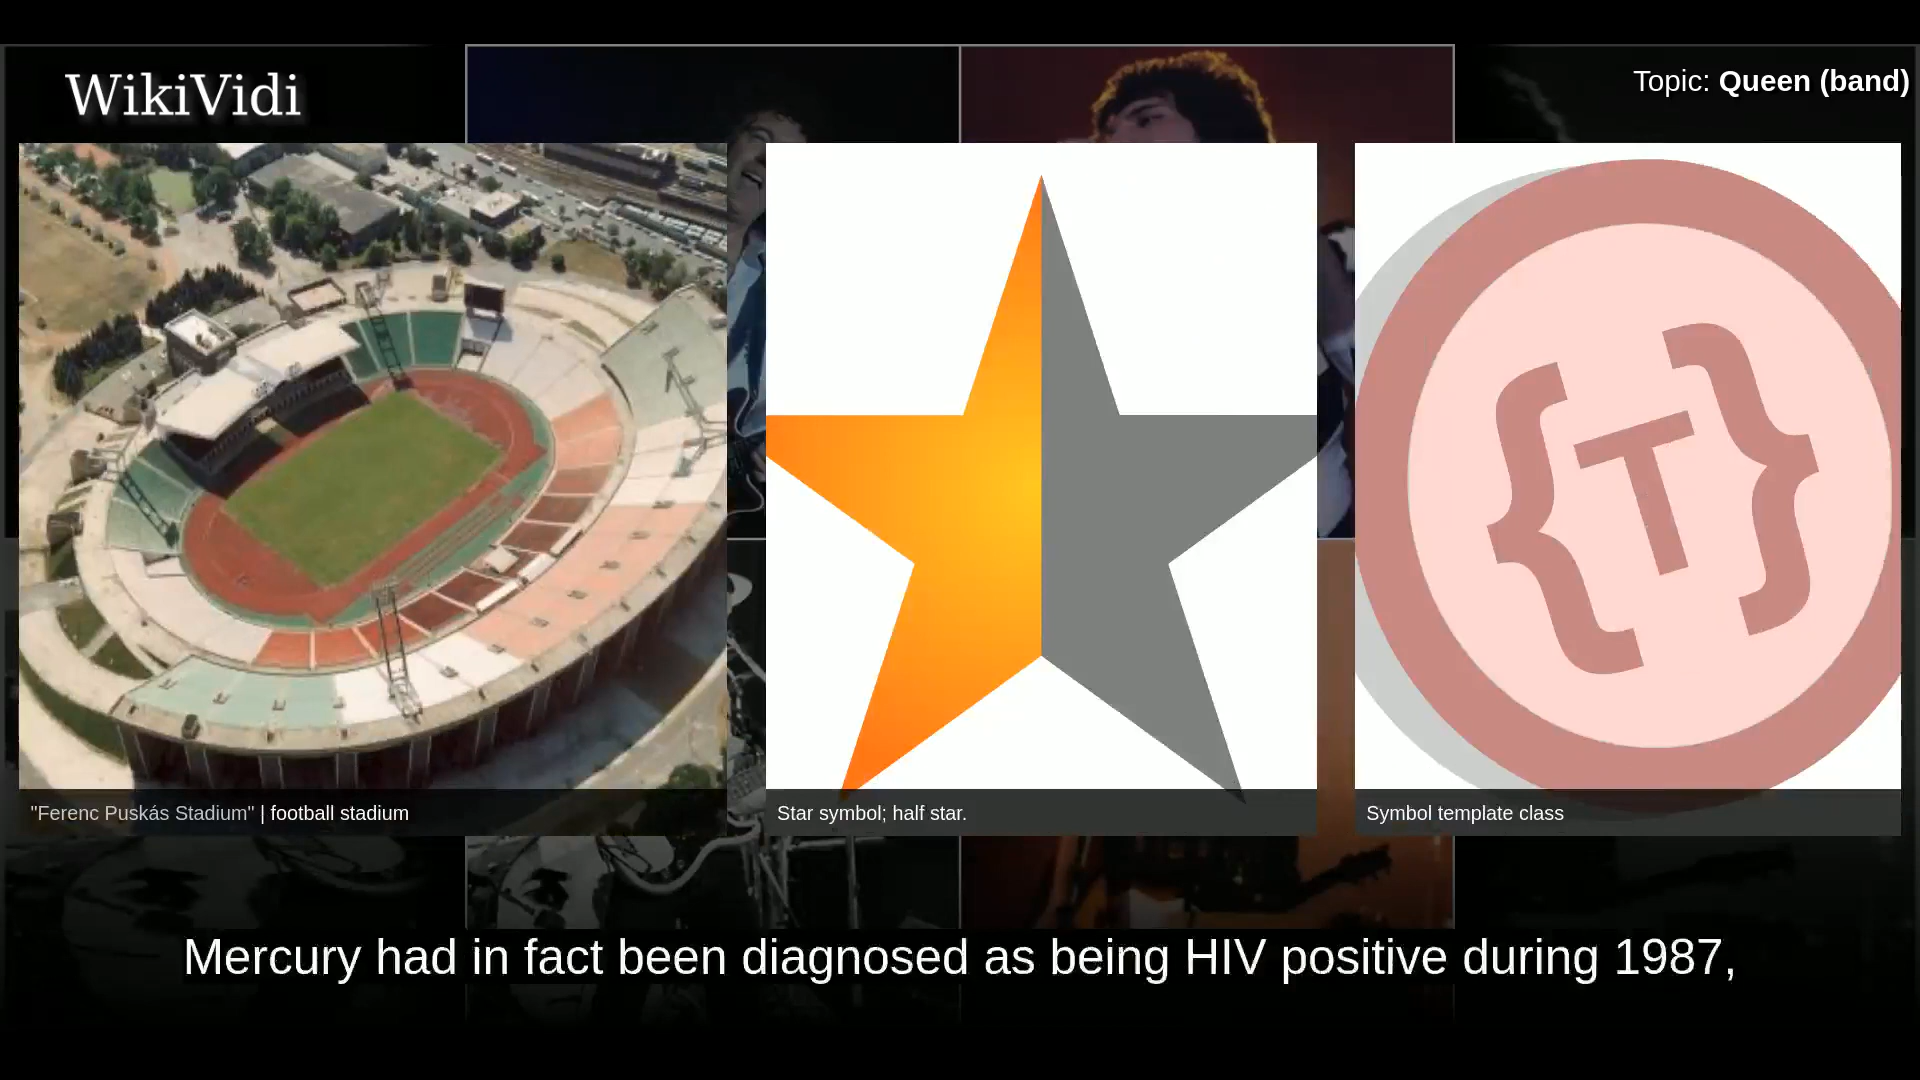 WikiVidi
Topic: Queen (band)
{T}
"Ferenc Puskás Stadium" | football stadium
Star symbol; half star.
Symbol template class
Mercury had in fact been diagnosed as being HIV positive during 1987,